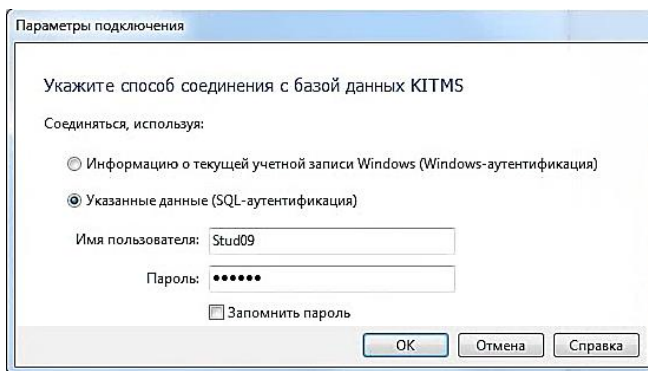 Параметры подключения
Укажите способ соединения с базой данных KITMS
Соединяться, используя:
Информацию о текущей учетной записи Windows (Windows-аутентификация)
Указанные данные (SQL-аутентификация)
Имя пользователя: Stud09
Пароль: ••••••
Запомнить пароль
ОК Отмена Справка